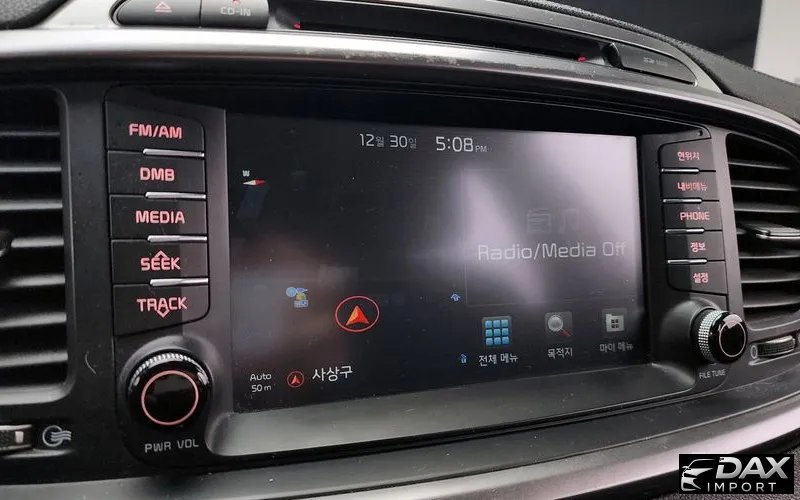 CD-IN
FM/AM
DMB
MEDIA
SEEK
TRACK
PWR VOL
12월 30일 5:08 PM
W
Radio/Media Off
전체 메뉴
목적지
마이 메뉴
Auto
50m
사상구
현위치
내비메뉴
PHONE
정보
설정
FILE TUNE
DAX
IMPORT